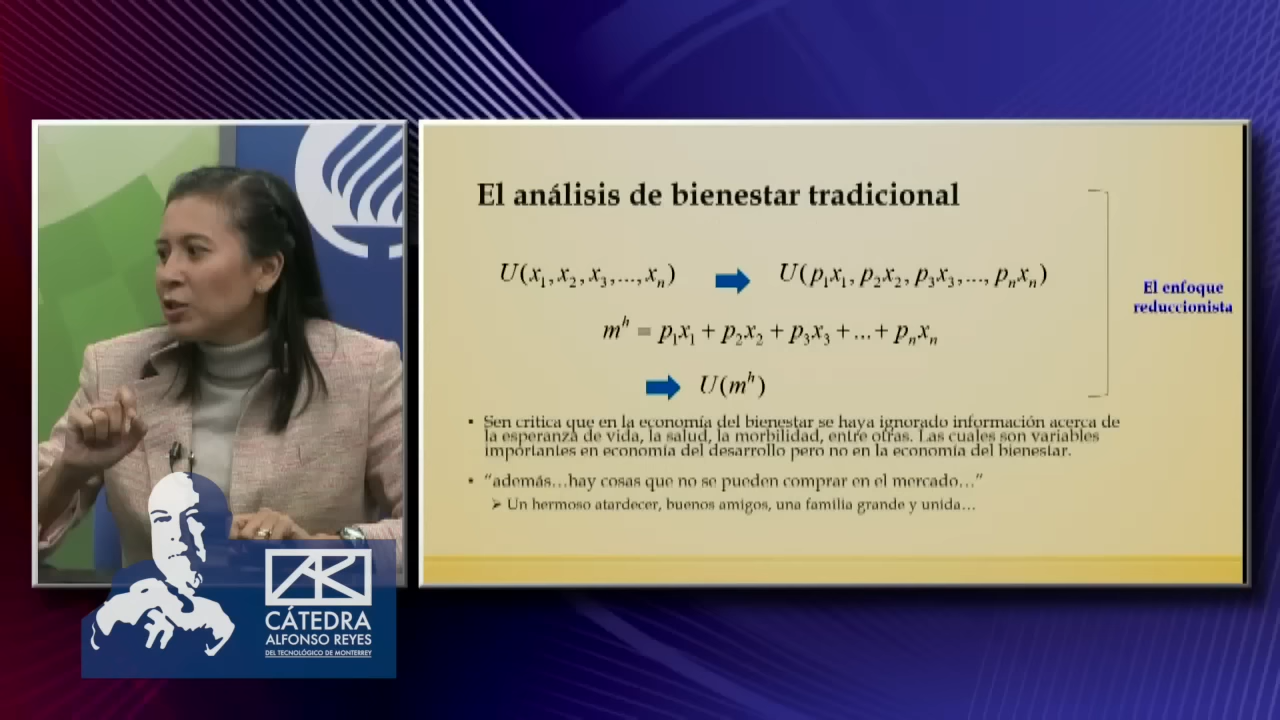 El análisis de bienestar tradicional
U(x₁, x₂, x₃,..., xₙ) U(p₁x₁, p₂x₂, p₃x₃,..., pₙxₙ)
mʰ = p₁x₁ + p₂x₂ + p₃x₃ +...+ pₙxₙ
U(mʰ)
El enfoque
reduccionista
▪ Sen critica que en la economía del bienestar se haya ignorado información acerca de
la esperanza de vida, la salud, la morbilidad, entre otras. Las cuales son variables
importantes en economía del desarrollo pero no en la economía del bienestar.
▪ “además…hay cosas que no se pueden comprar en el mercado…”
➢ Un hermoso atardecer, buenos amigos, una familia grande y unida…
AR
CÁTEDRA
ALFONSO REYES
DEL TECNOLÓGICO DE MONTERREY